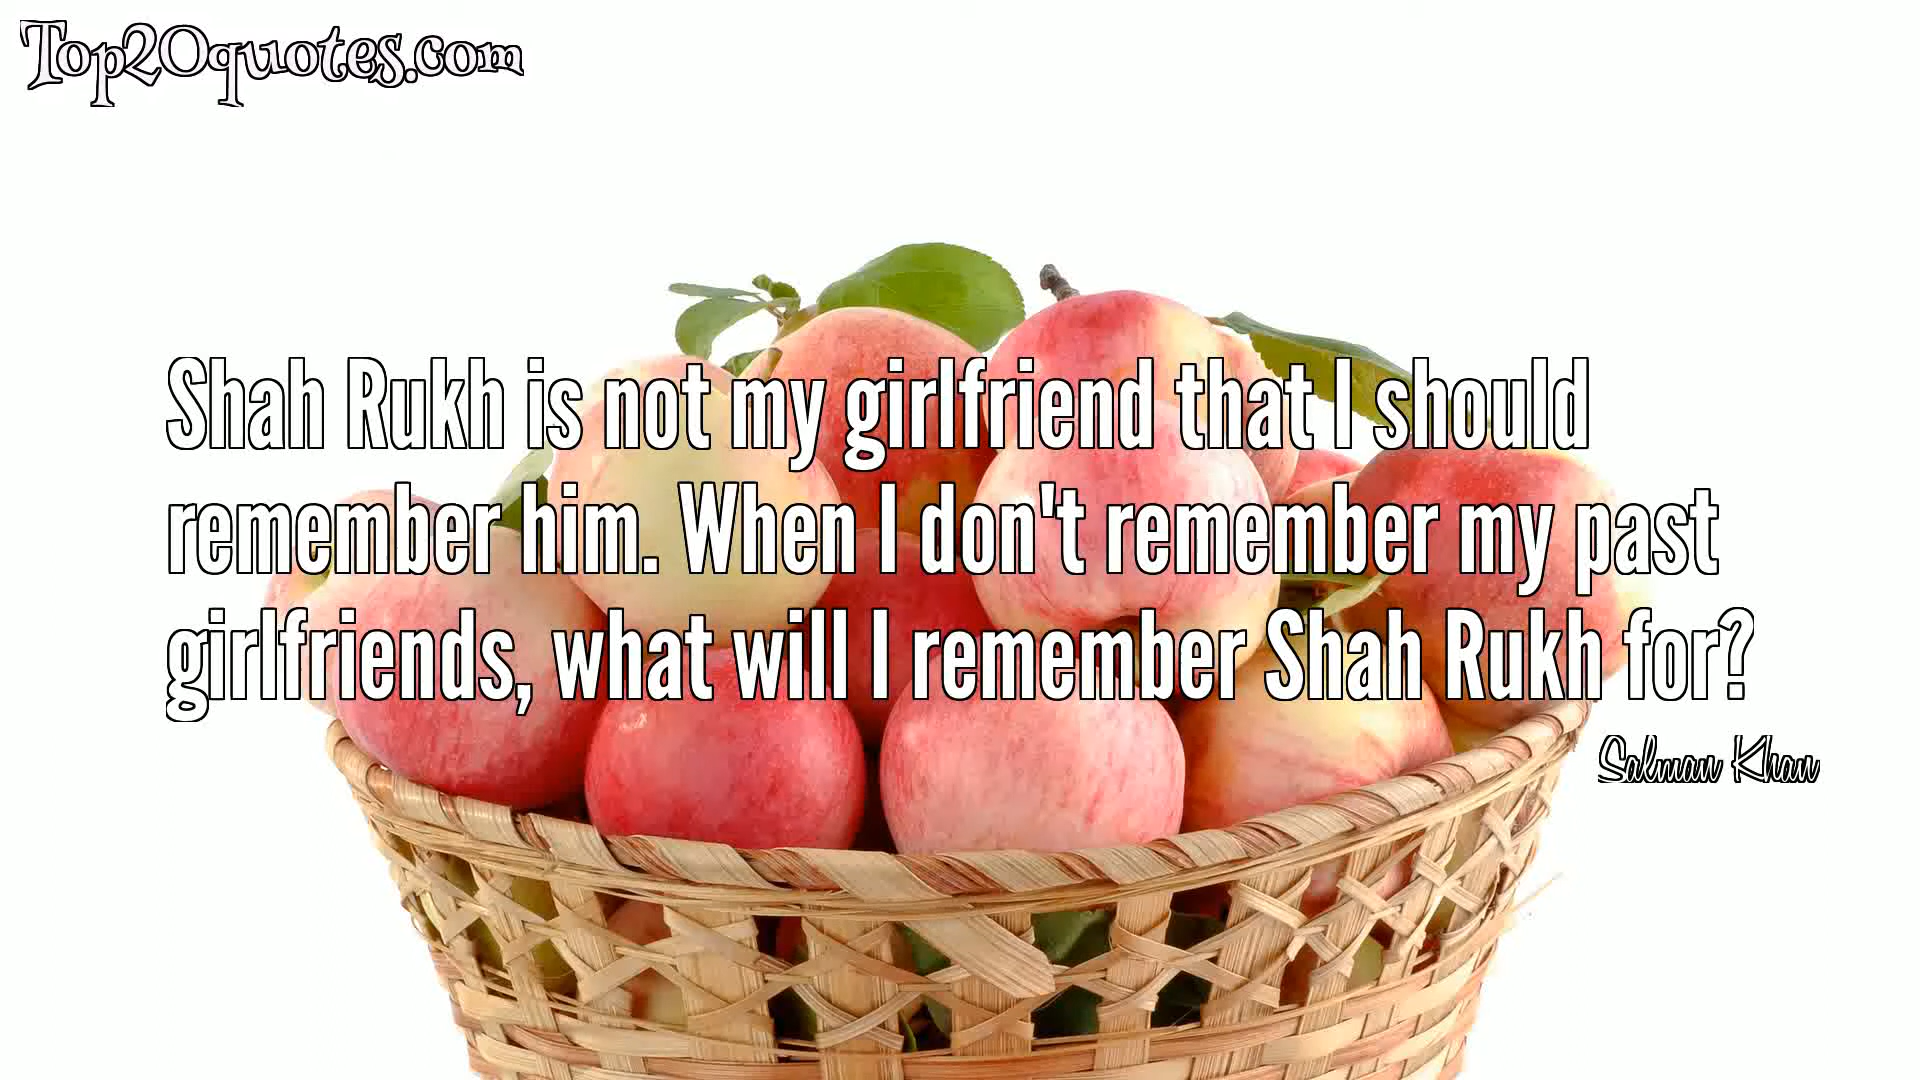 Top20quotes.com
Shah Rukh is not my girlfriend that I should
remember him. When I don't remember my past
girlfriends, what will I remember Shah Rukh for?
Salman Khan